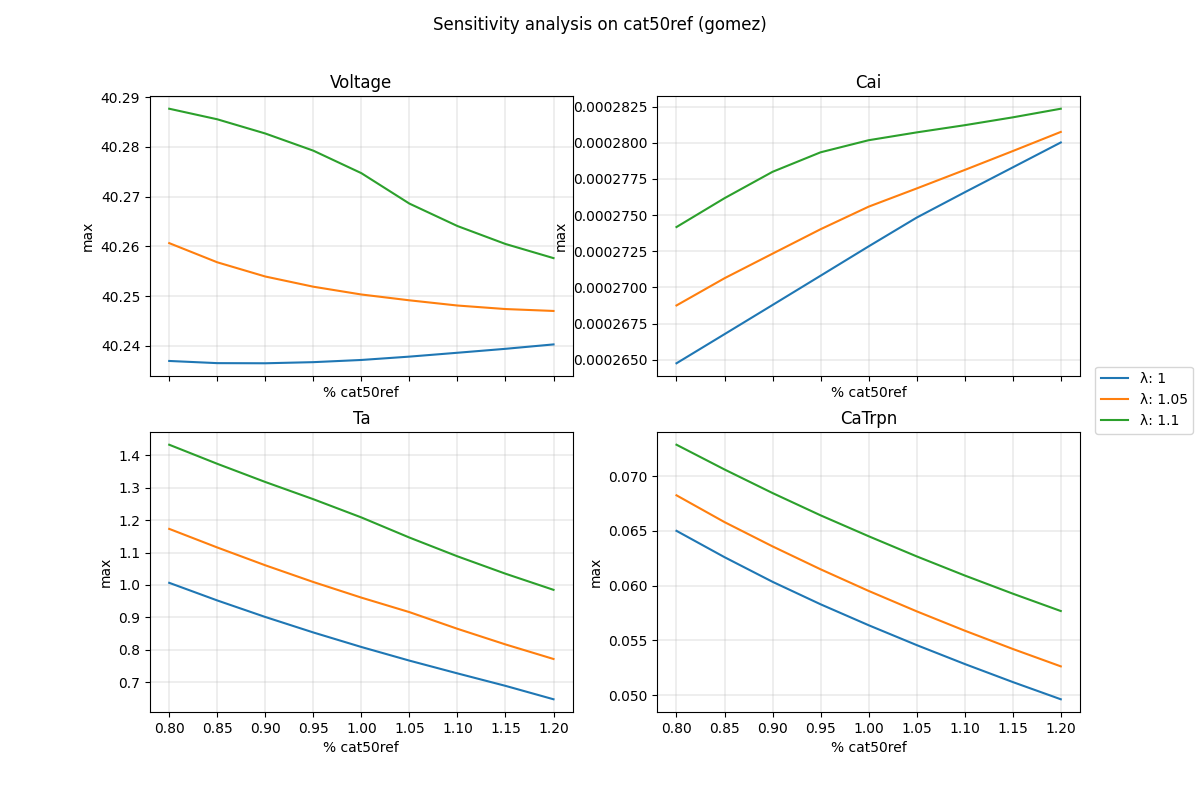 Sensitivity analysis on cat50ref (gomez)
Voltage
40.29
40.28
40.27
40.26
40.25
40.24
max
% cat50ref
Cai
0.0002825
0.0002800
0.0002775
0.0002750
0.0002725
0.0002700
0.0002675
0.0002650
max
% cat50ref
λ: 1
λ: 1.05
λ: 1.1
Ta
1.4
1.3
1.2
1.1
1.0
0.9
0.8
0.7
max
0.80 0.85 0.90 0.95 1.00 1.05 1.10 1.15 1.20
% cat50ref
CaTrpn
0.070
0.065
0.060
0.055
0.050
max
0.80 0.85 0.90 0.95 1.00 1.05 1.10 1.15 1.20
% cat50ref